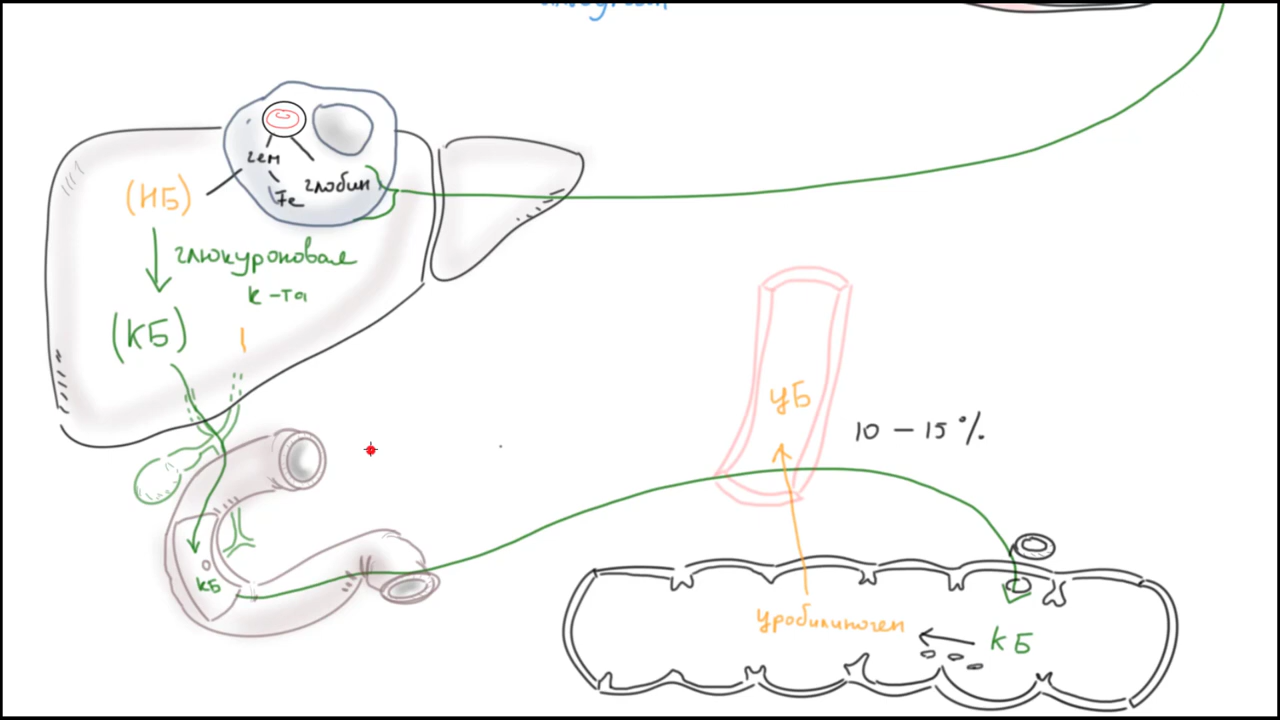 гем
глобин
Fe
(НБ)
глюкуроновая
к-та
(КБ)
КБ
УБ
10 – 15 %.
уробилиноген
КБ